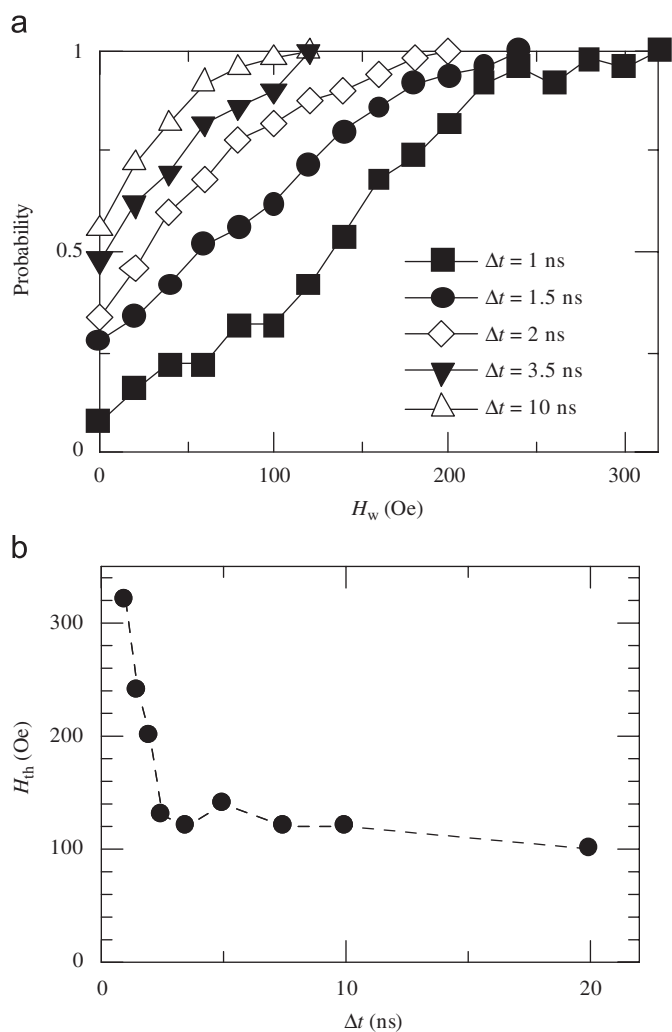 a
1
0.5
0
Probability
Δt = 1 ns
Δt = 1.5 ns
Δt = 2 ns
Δt = 3.5 ns
Δt = 10 ns
0 100 200 300
Hw (Oe)
b
300
200
100
0
Hth (Oe)
0 10 20
Δt (ns)